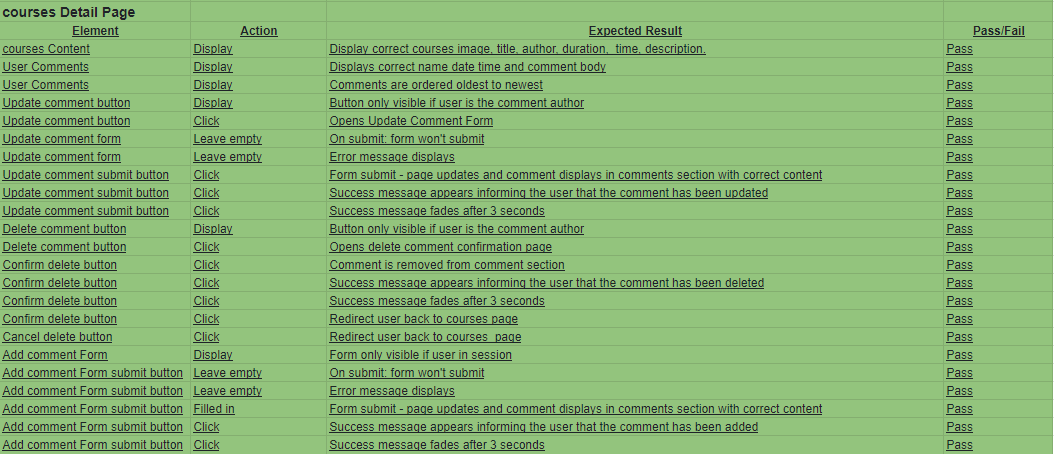 courses Detail Page
Element Action Expected Result Pass/Fail
courses Content Display Display correct courses image, title, author, duration,  time, description. Pass
User Comments Display Displays correct name date time and comment body Pass
User Comments Display Comments are ordered oldest to newest Pass
Update comment button Display Button only visible if user is the comment author Pass
Update comment button Click Opens Update Comment Form Pass
Update comment form Leave empty On submit: form won't submit Pass
Update comment form Leave empty Error message displays Pass
Update comment submit button Click Form submit - page updates and comment displays in comments section with correct content Pass
Update comment submit button Click Success message appears informing the user that the comment has been updated Pass
Update comment submit button Click Success message fades after 3 seconds Pass
Delete comment button Display Button only visible if user is the comment author Pass
Delete comment button Click Opens delete comment confirmation page Pass
Confirm delete button Click Comment is removed from comment section Pass
Confirm delete button Click Success message appears informing the user that the comment has been deleted Pass
Confirm delete button Click Success message fades after 3 seconds Pass
Confirm delete button Click Redirect user back to courses page Pass
Cancel delete button Click Redirect user back to courses  page Pass
Add comment Form Display Form only visible if user in session Pass
Add comment Form submit button Leave empty On submit: form won't submit Pass
Add comment Form submit button Leave empty Error message displays Pass
Add comment Form submit button Filled in Form submit - page updates and comment displays in comments section with correct content Pass
Add comment Form submit button Click Success message appears informing the user that the comment has been added Pass
Add comment Form submit button Click Success message fades after 3 seconds Pass